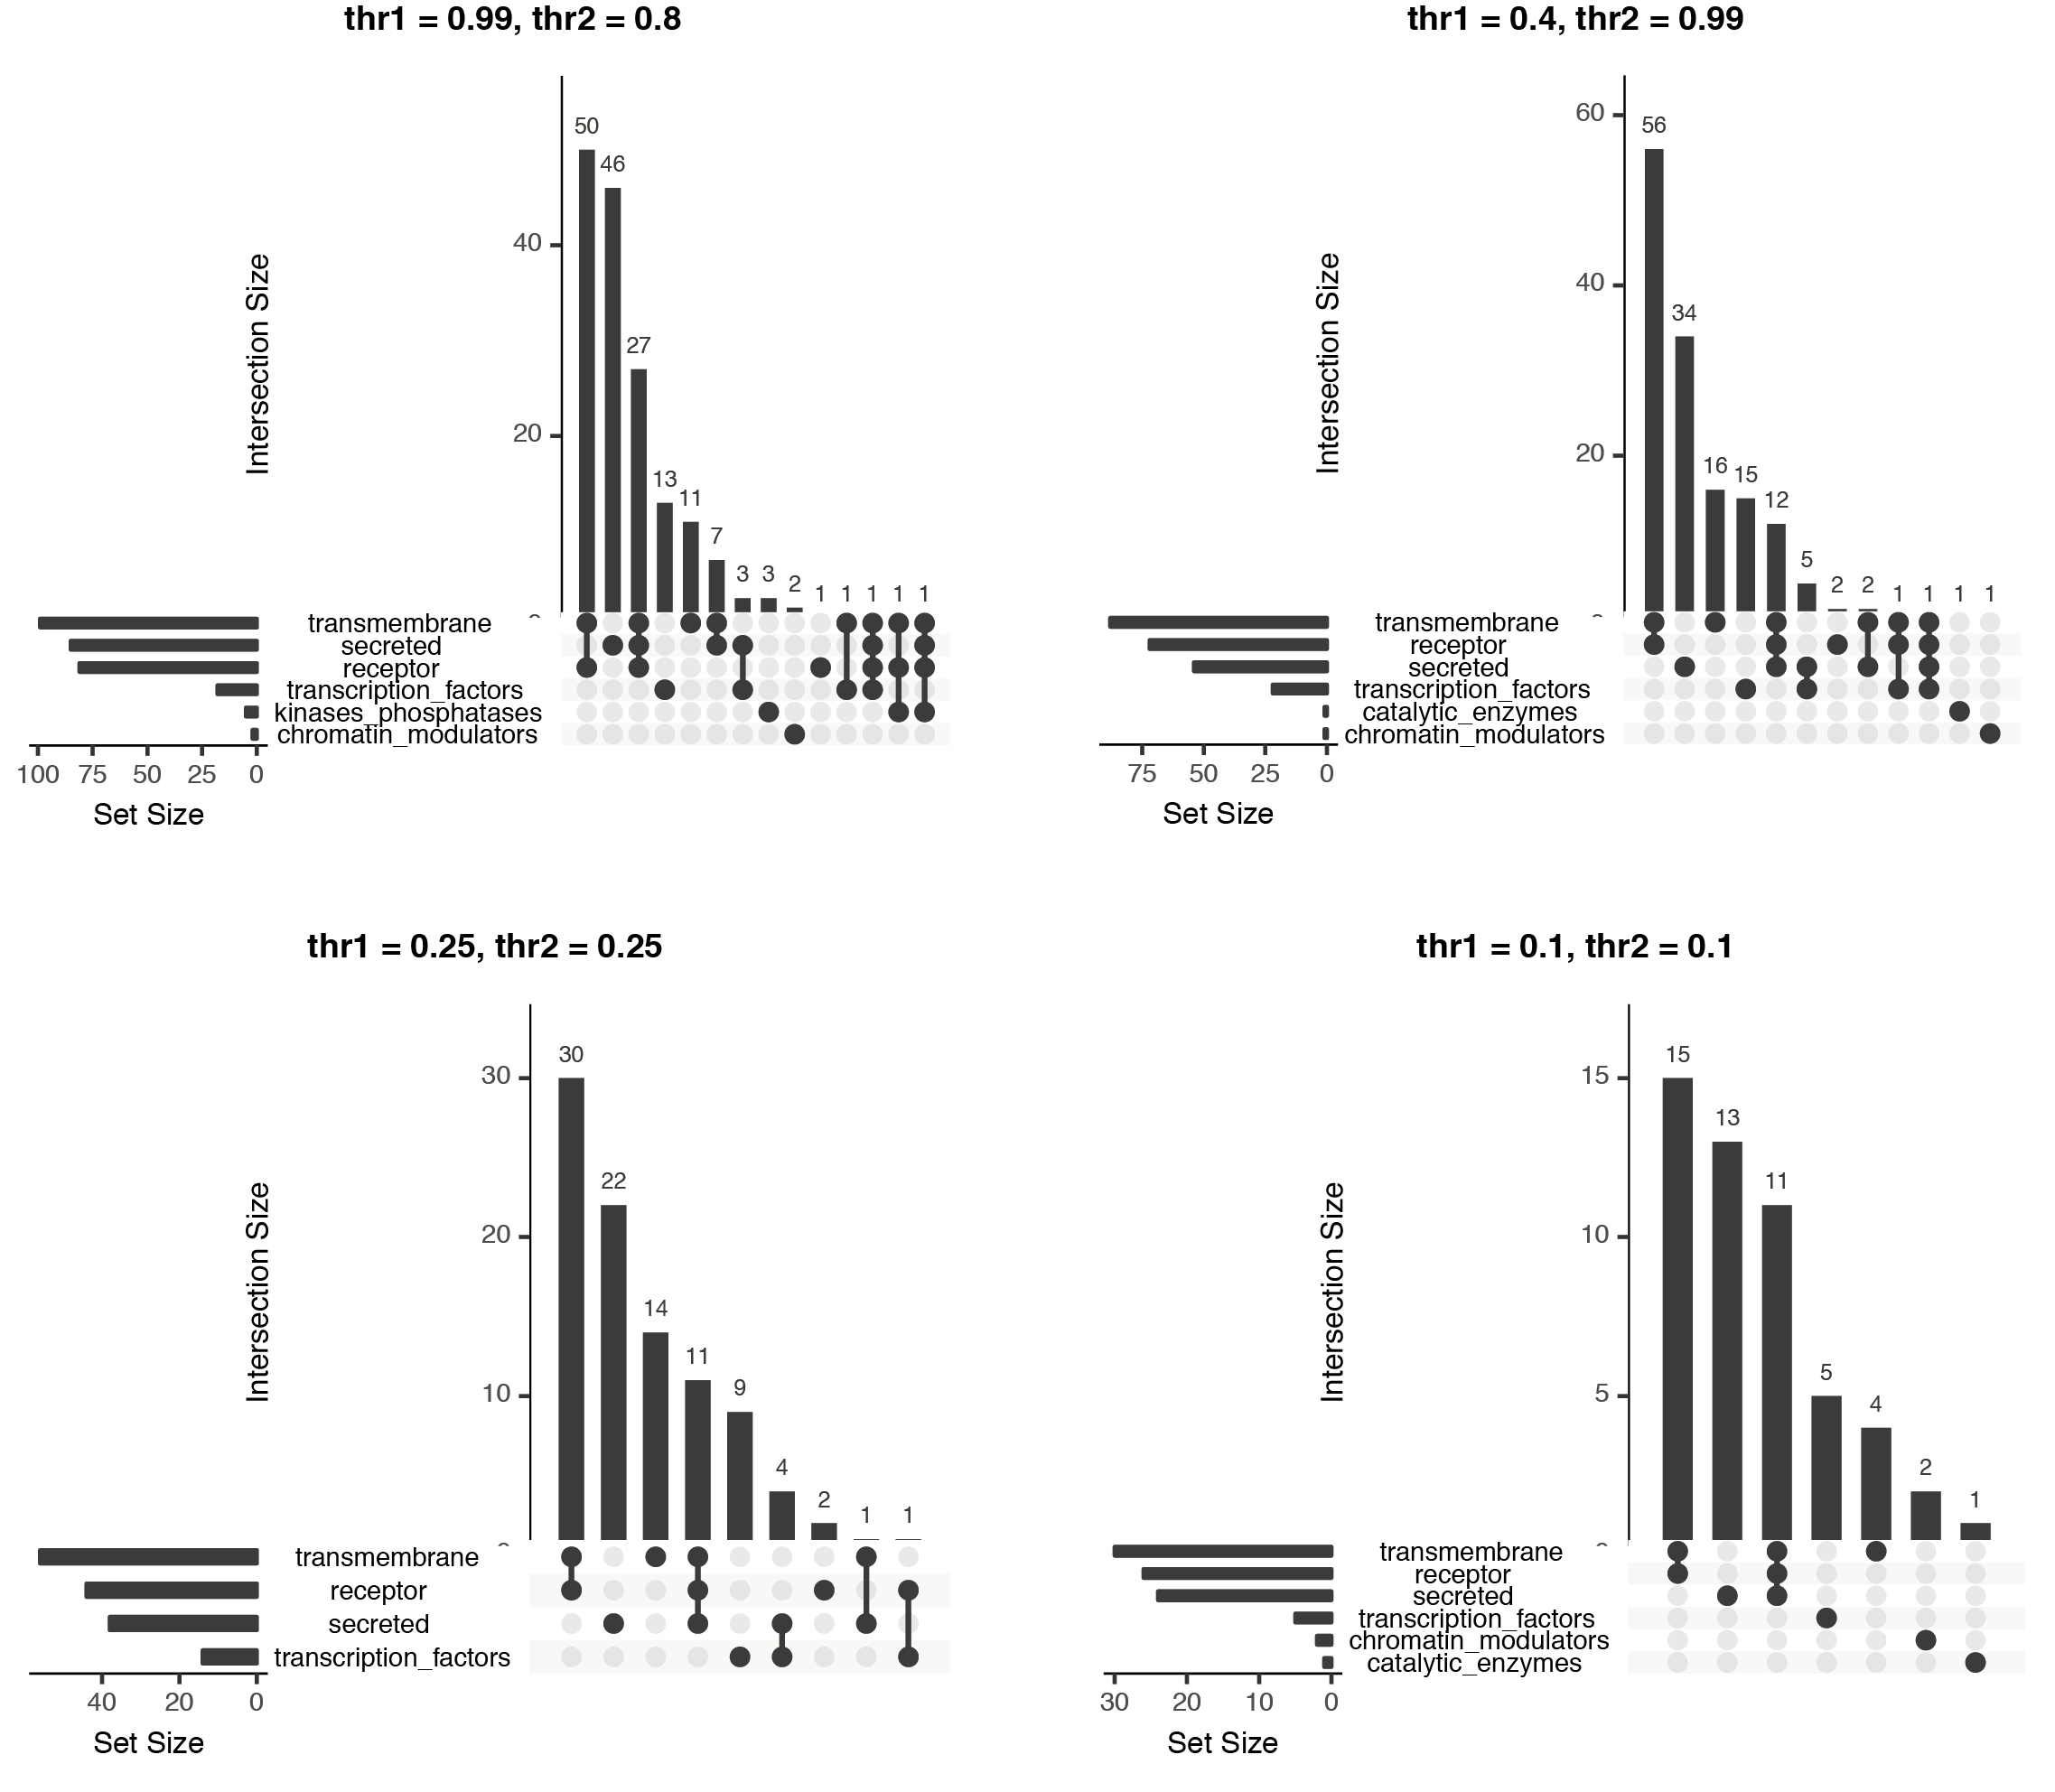 thr1 = 0.99, thr2 = 0.8
Intersection Size
40
20
0
50
46
27
13
11
7
3
3
2
1
1
1
1
1
transmembrane
secreted
receptor
transcription_factors
kinases_phosphatases
chromatin_modulators
100 75 50 25 0
Set Size
thr1 = 0.4, thr2 = 0.99
Intersection Size
60
40
20
0
56
34
16
15
12
5
2
2
1
1
1
1
transmembrane
receptor
secreted
transcription_factors
catalytic_enzymes
chromatin_modulators
75 50 25 0
Set Size
thr1 = 0.25, thr2 = 0.25
Intersection Size
30
20
10
0
30
22
14
11
9
4
2
1
1
transmembrane
receptor
secreted
transcription_factors
40 20 0
Set Size
thr1 = 0.1, thr2 = 0.1
Intersection Size
15
10
5
0
15
13
11
5
4
2
1
transmembrane
receptor
secreted
transcription_factors
chromatin_modulators
catalytic_enzymes
30 20 10 0
Set Size